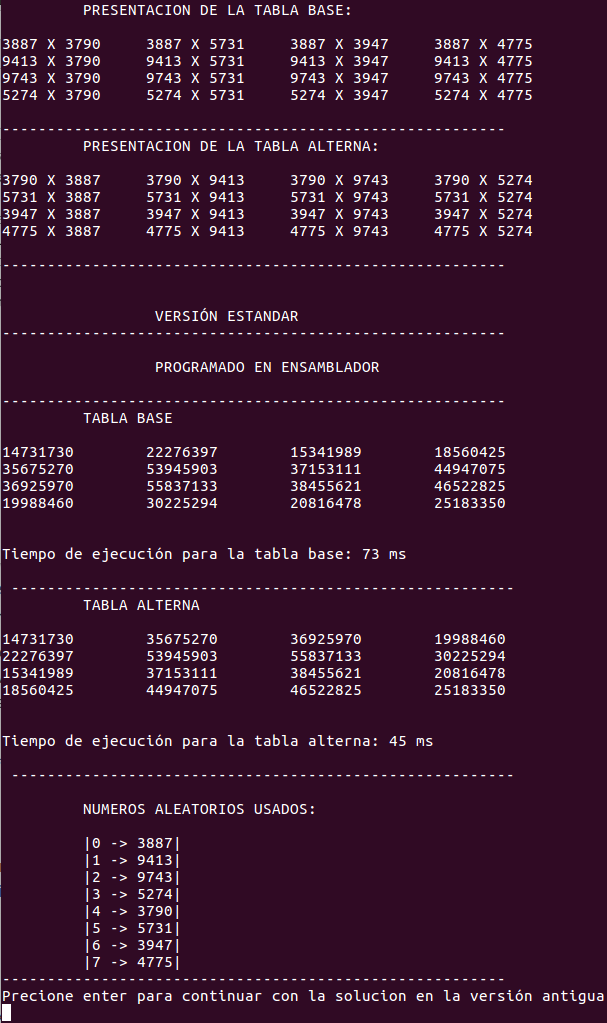 PRESENTACION DE LA TABLA BASE:
3887 X 3790     3887 X 5731     3887 X 3947     3887 X 4775
9413 X 3790     9413 X 5731     9413 X 3947     9413 X 4775
9743 X 3790     9743 X 5731     9743 X 3947     9743 X 4775
5274 X 3790     5274 X 5731     5274 X 3947     5274 X 4775
--------------------------------------------------------
PRESENTACION DE LA TABLA ALTERNA:
3790 X 3887     3790 X 9413     3790 X 9743     3790 X 5274
5731 X 3887     5731 X 9413     5731 X 9743     5731 X 5274
3947 X 3887     3947 X 9413     3947 X 9743     3947 X 5274
4775 X 3887     4775 X 9413     4775 X 9743     4775 X 5274
--------------------------------------------------------
VERSIÓN ESTANDAR
--------------------------------------------------------
PROGRAMADO EN ENSAMBLADOR
--------------------------------------------------------
TABLA BASE
14731730        22276397        15341989        18560425
35675270        53945903        37153111        44947075
36925970        55837133        38455621        46522825
19988460        30225294        20816478        25183350
Tiempo de ejecución para la tabla base: 73 ms
--------------------------------------------------------
TABLA ALTERNA
14731730        35675270        36925970        19988460
22276397        53945903        55837133        30225294
15341989        37153111        38455621        20816478
18560425        44947075        46522825        25183350
Tiempo de ejecución para la tabla alterna: 45 ms
--------------------------------------------------------
NUMEROS ALEATORIOS USADOS:
|0 -> 3887|
|1 -> 9413|
|2 -> 9743|
|3 -> 5274|
|4 -> 3790|
|5 -> 5731|
|6 -> 3947|
|7 -> 4775|
--------------------------------------------------------
Precione enter para continuar con la solucion en la versión antigua